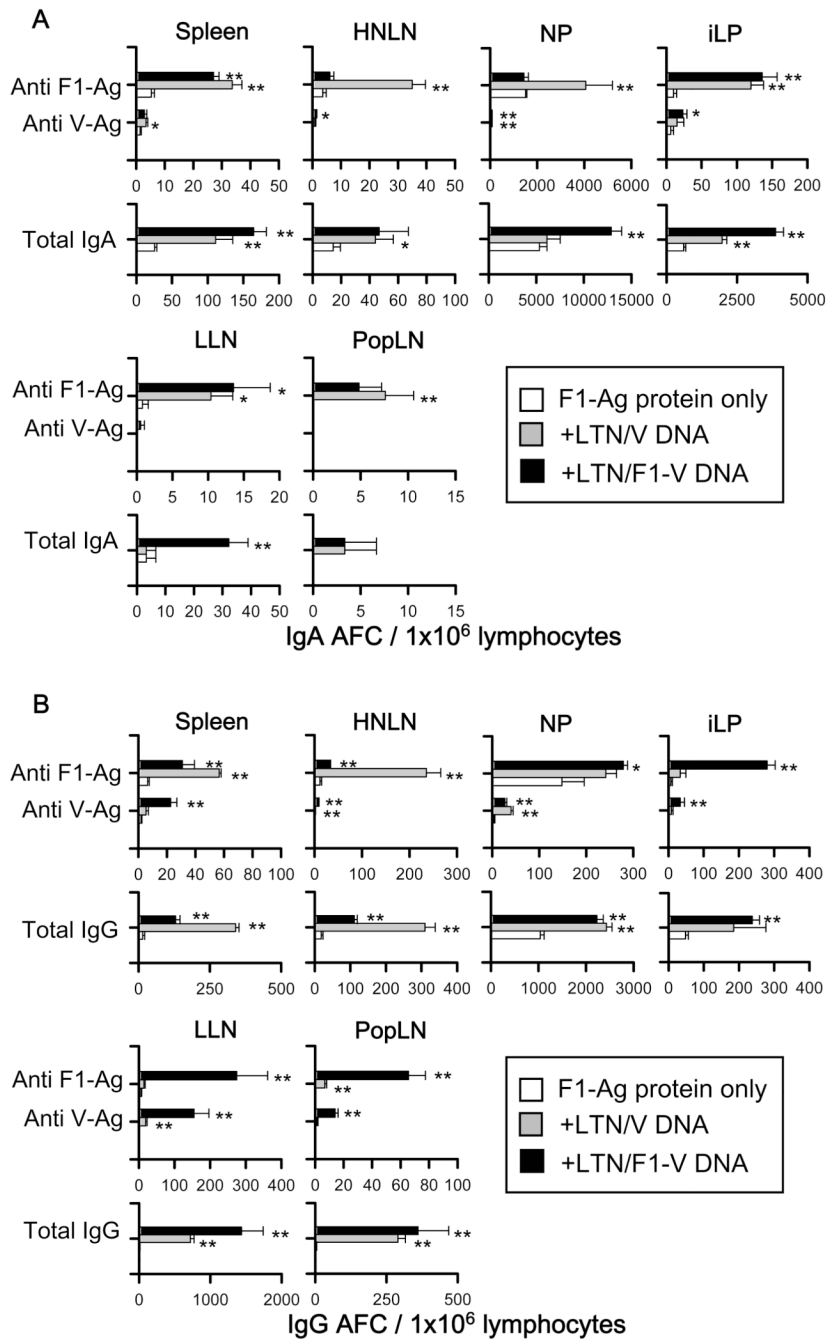 A
Spleen HNLN NP iLP
Anti F1-Ag ** ** ** ** ** **
Anti V-Ag * * ** ** *
0 10 20 30 40 50 0 10 20 30 40 50 0 2000 4000 6000 0 50 100 150 200
Total IgA ** ** * ** ** **
0 50 100 150 200 0 20 40 60 80 100 0 5000 10000 15000 0 2500 5000
LLN PopLN
Anti F1-Ag * * **
Anti V-Ag
0 5 10 15 20 0 5 10 15
Total IgA **
0 10 20 30 40 50 0 5 10 15
F1-Ag protein only
+LTN/V DNA
+LTN/F1-V DNA
IgA AFC / 1x10⁶ lymphocytes
B
Spleen HNLN NP iLP
Anti F1-Ag ** ** ** ** * **
Anti V-Ag ** ** ** ** ** **
0 20 40 60 80 100 0 100 200 300 0 100 200 300 0 100 200 300 400
Total IgG ** ** ** ** ** ** **
0 250 500 0 100 200 300 400 0 1000 2000 3000 0 100 200 300 400
LLN PopLN
Anti F1-Ag ** ** **
Anti V-Ag ** ** **
0 100 200 300 400 0 20 40 60 80 100
Total IgG ** ** ** **
0 1000 2000 0 250 500
F1-Ag protein only
+LTN/V DNA
+LTN/F1-V DNA
IgG AFC / 1x10⁶ lymphocytes